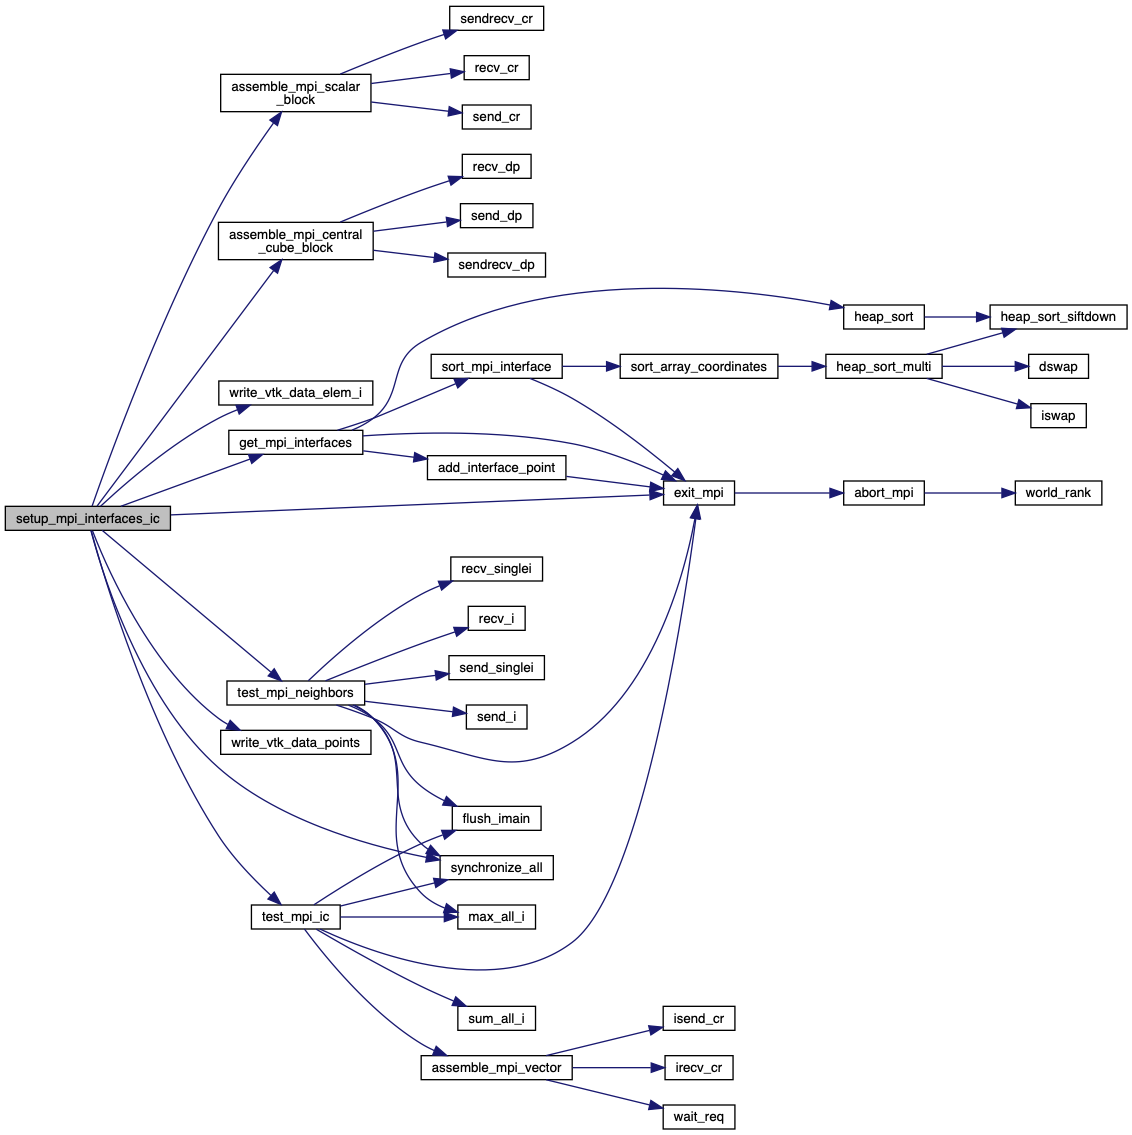 sendrecv_cr
assemble_mpi_scalar
_block
recv_cr
send_cr
recv_dp
assemble_mpi_central
_cube_block
send_dp
sendrecv_dp
heap_sort
heap_sort_siftdown
sort_mpi_interface
sort_array_coordinates
heap_sort_multi
dswap
write_vtk_data_elem_i
iswap
get_mpi_interfaces
add_interface_point
exit_mpi
abort_mpi
world_rank
setup_mpi_interfaces_ic
recv_singlei
recv_i
send_singlei
test_mpi_neighbors
send_i
write_vtk_data_points
flush_imain
synchronize_all
test_mpi_ic
max_all_i
sum_all_i
isend_cr
assemble_mpi_vector
irecv_cr
wait_req